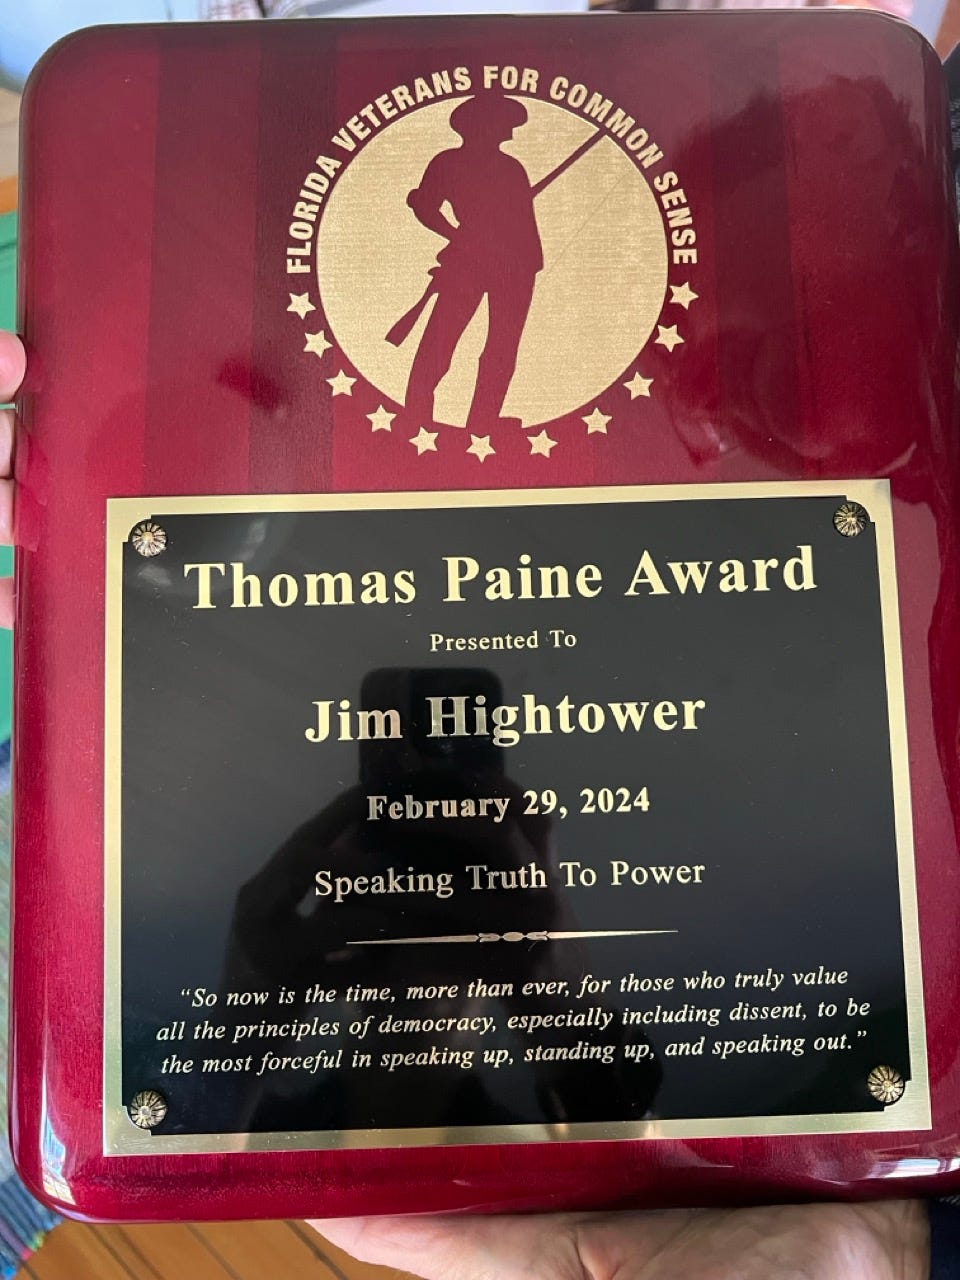 FLORIDA VETERANS FOR COMMON SENSE
Thomas Paine Award
Presented To
Jim Hightower
February 29, 2024
Speaking Truth To Power
“So now is the time, more than ever, for those who truly value
all the principles of democracy, especially including dissent, to be
the most forceful in speaking up, standing up, and speaking out.”